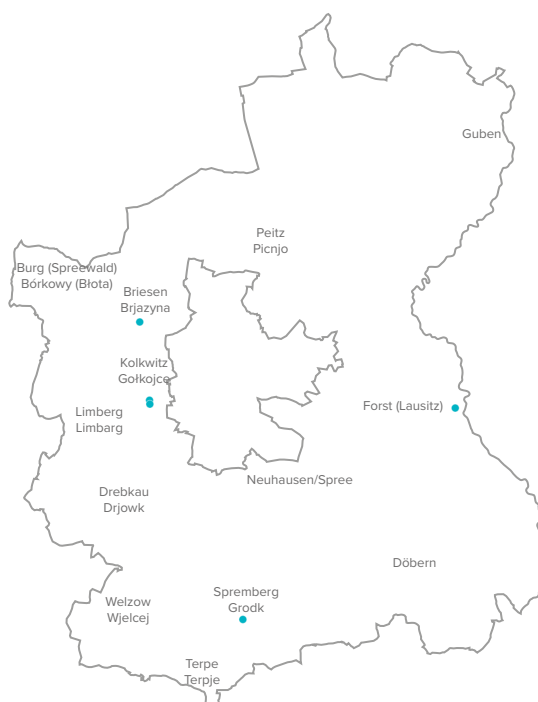 Guben
Peitz
Picnjo
Burg (Spreewald)
Bórkowy (Błota)
Briesen
Brjazyna
Kolkwitz
Gołkojce
Forst (Lausitz)
Limberg
Limbarg
Neuhausen/Spree
Drebkau
Drjowk
Döbern
Spremberg
Grodk
Welzow
Wjelcej
Terpe
Terpje